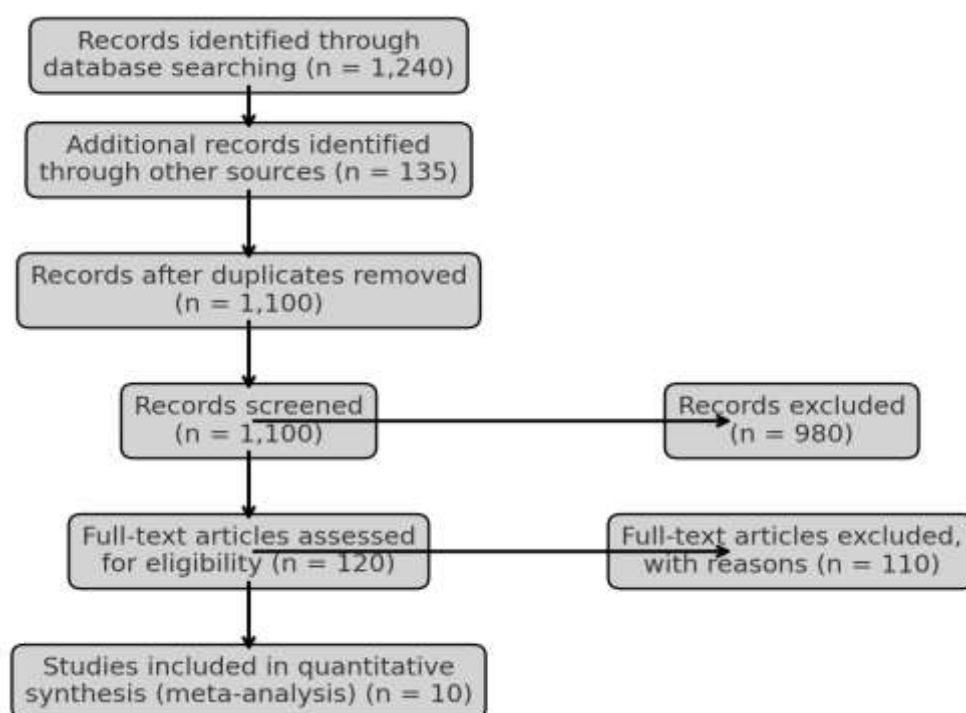 Records identified through
database searching (n = 1,240)
Additional records identified
through other sources (n = 135)
Records after duplicates removed
(n = 1,100)
Records screened
(n = 1,100)
Records excluded
(n = 980)
Full-text articles assessed
for eligibility (n = 120)
Full-text articles excluded,
with reasons (n = 110)
Studies included in quantitative
synthesis (meta-analysis) (n = 10)